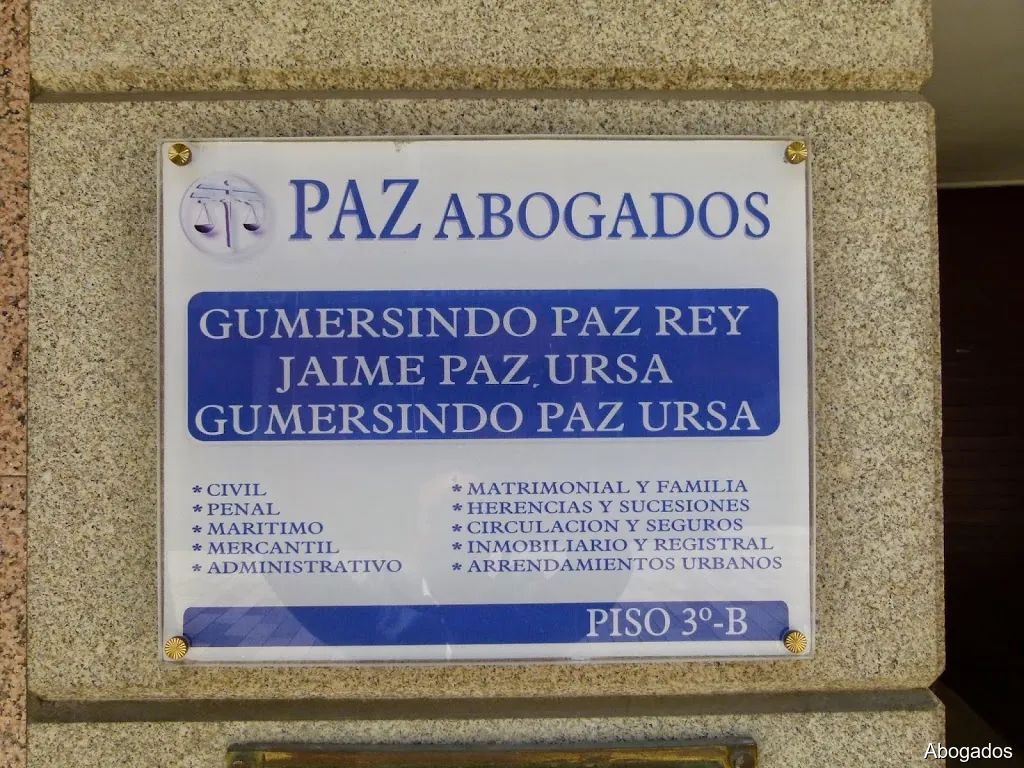 PAZ ABOGADOS
GUMERSINDO PAZ REY
JAIME PAZ URSA
GUMERSINDO PAZ URSA
* CIVIL
* PENAL
* MARITIMO
* MERCANTIL
* ADMINISTRATIVO
* MATRIMONIAL Y FAMILIA
* HERENCIAS Y SUCESIONES
* CIRCULACION Y SEGUROS
* INMOBILIARIO Y REGISTRAL
* ARRENDAMIENTOS URBANOS
PISO 3º-B
Abogados